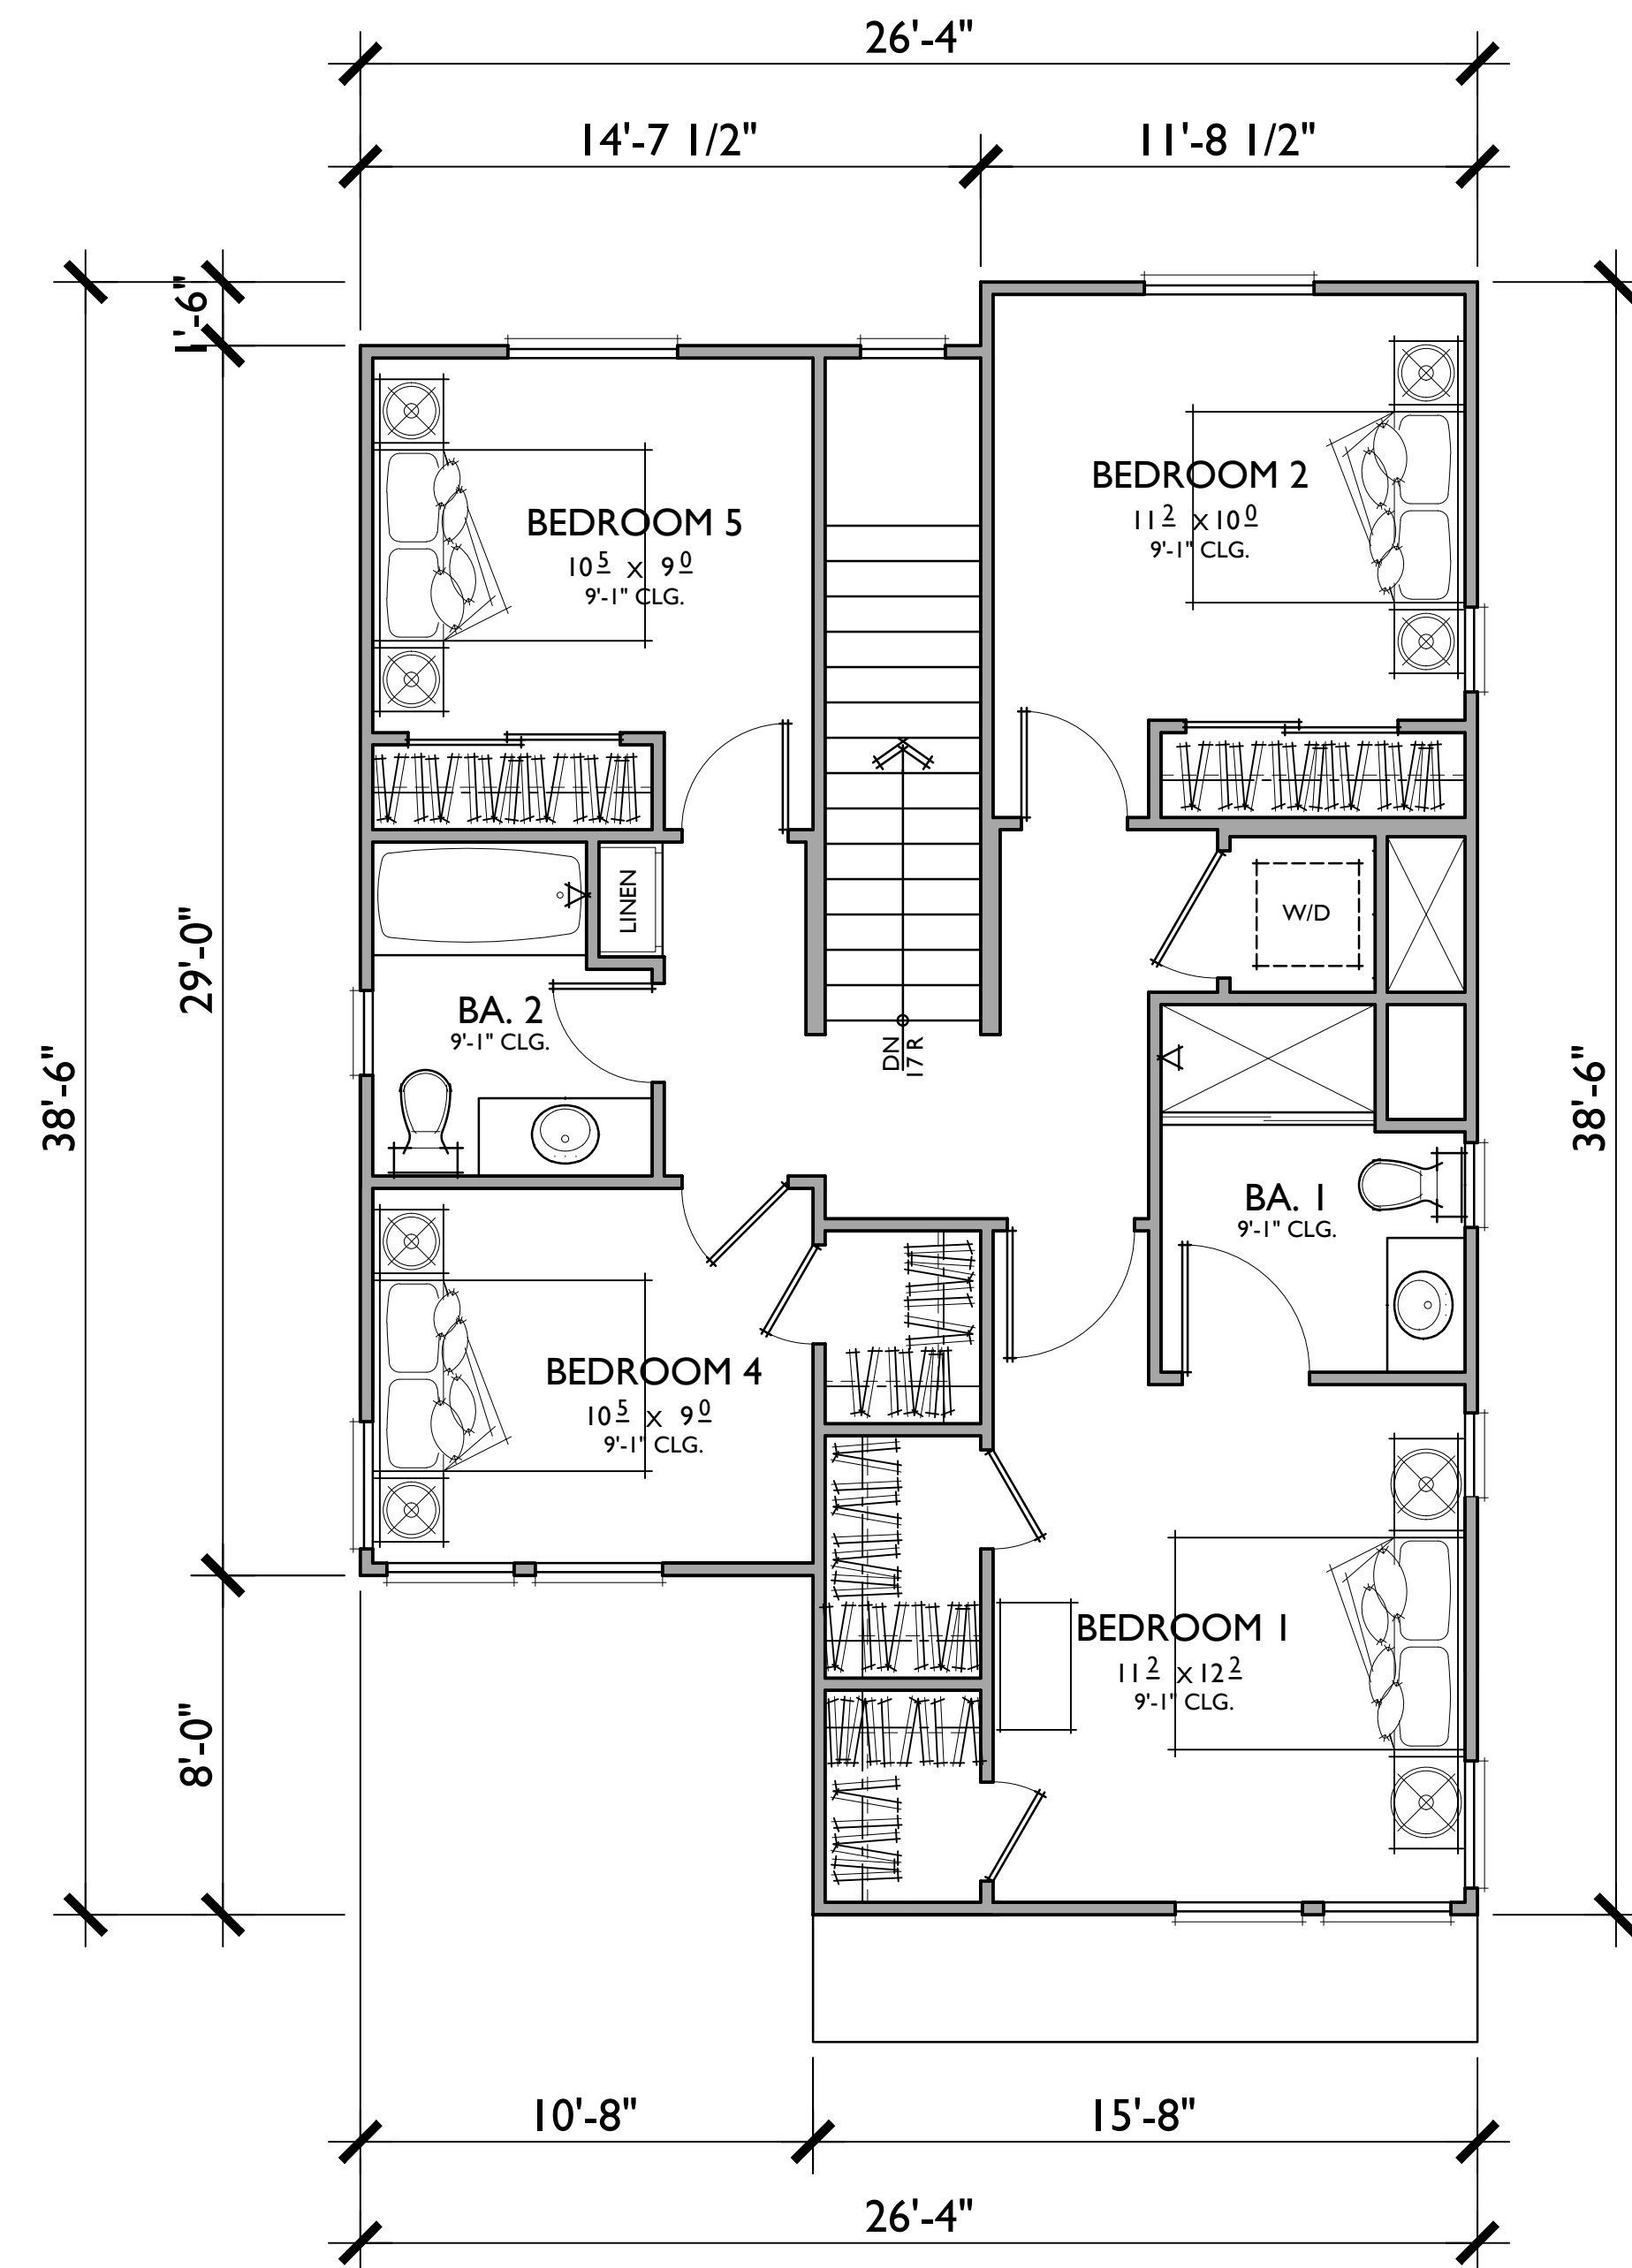 26'-4"
14'-7 1/2"
11'-8 1/2"
1'-6"
29'-0"
38'-6"
8'-0"
38'-6"
BEDROOM 2
11 2 X 10 0
9'-1" CLG.
BEDROOM 5
10 5 X 9 0
9'-1" CLG.
LINEN
W/D
BA. 2
9'-1" CLG.
DN
17 R
BA. 1
9'-1" CLG.
BEDROOM 4
10 5 X 9 0
9'-1" CLG.
BEDROOM 1
11 2 X 12 2
9'-1" CLG.
10'-8"
15'-8"
26'-4"